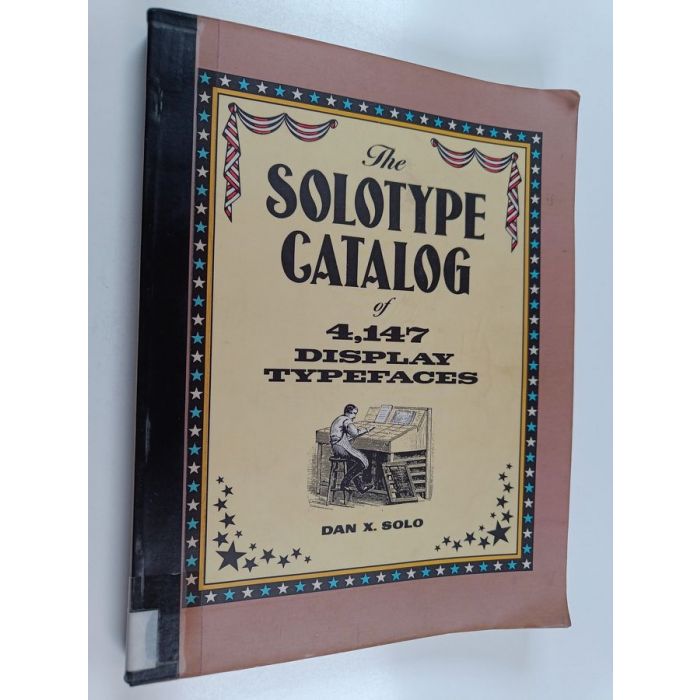 The
SOLOTYPE
CATALOG
of
4,147
DISPLAY
TYPEFACES
DAN X. SOLO